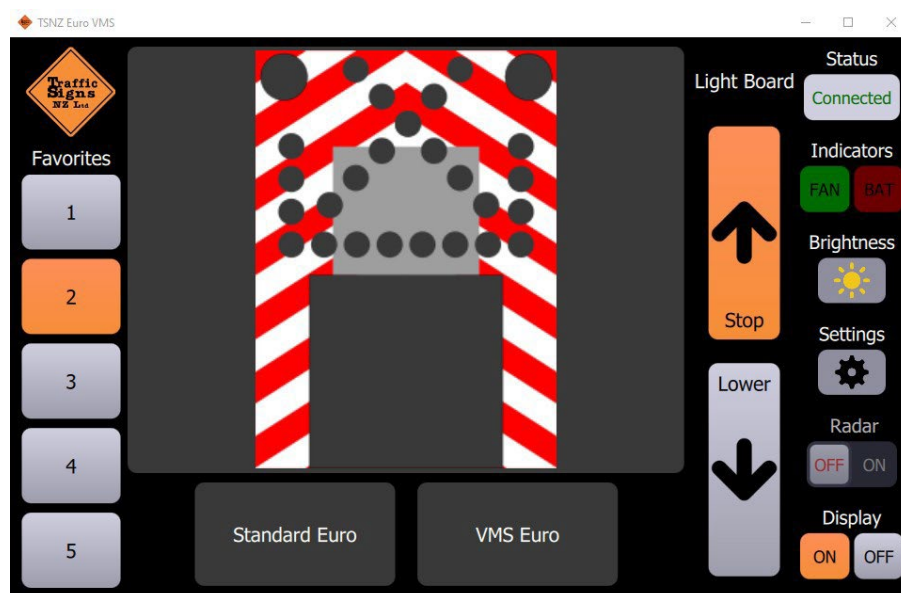 TSNZ Euro VMS
Traffic
Signs
NZ Ltd
Favorites
1
2
3
4
5
Standard Euro
VMS Euro
Light Board
Stop
Lower
Status
Connected
Indicators
FAN BAT
Brightness
Settings
Radar
OFF ON
Display
ON OFF